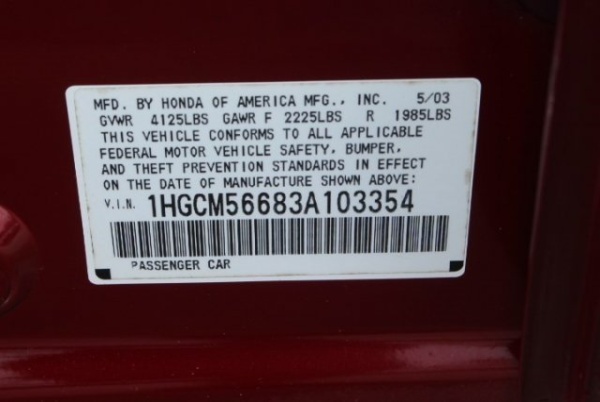 MFD. BY HONDA OF AMERICA MFG., INC. 5/03
GVWR 4125LBS GAWR F 2225LBS R 1985LBS
THIS VEHICLE CONFORMS TO ALL APPLICABLE
FEDERAL MOTOR VEHICLE SAFETY, BUMPER,
AND THEFT PREVENTION STANDARDS IN EFFECT
ON THE DATE OF MANUFACTURE SHOWN ABOVE:
V.I.N. 1HGCM56683A103354
PASSENGER CAR